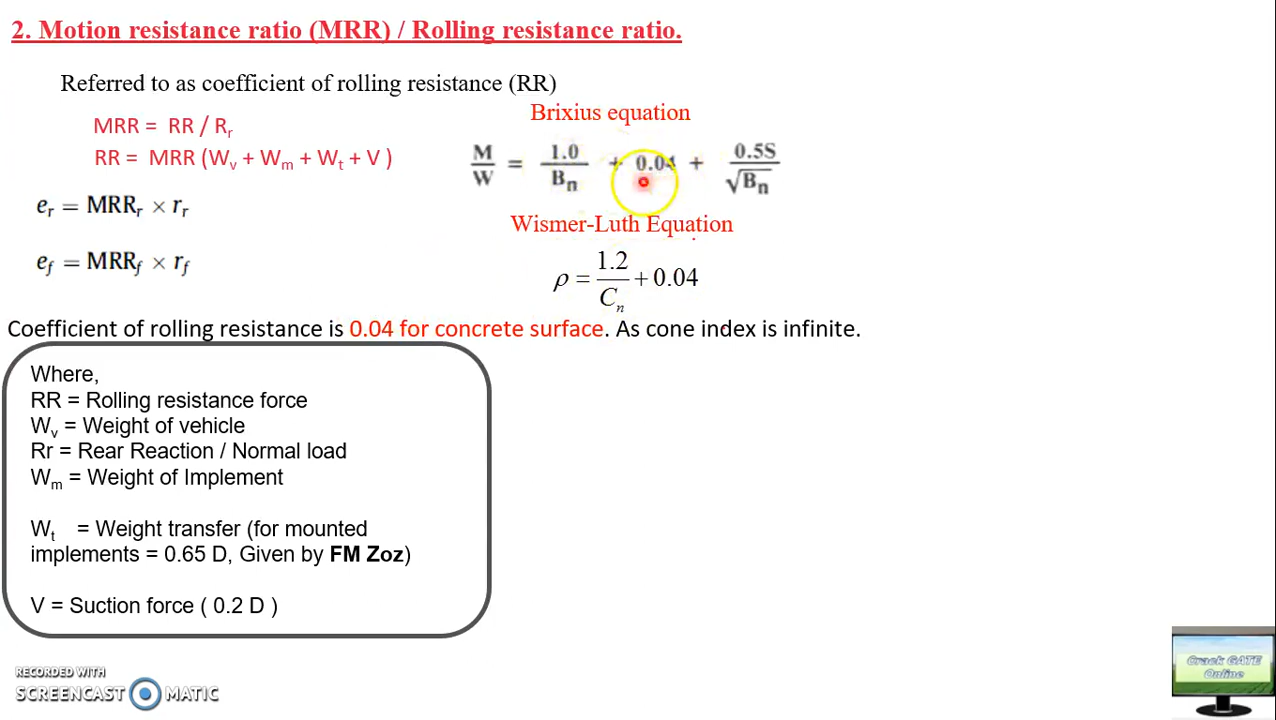 2. Motion resistance ratio (MRR) / Rolling resistance ratio.
Referred to as coefficient of rolling resistance (RR)
MRR = RR / Rr
RR = MRR (Wv + Wm + Wt + V )
er = MRRr × rr
ef = MRRf × rf
Brixius equation
M/W = 1.0/Bn + 0.04 + 0.5S/√Bn
Wismer-Luth Equation
ρ = 1.2/Cn + 0.04
Coefficient of rolling resistance is 0.04 for concrete surface. As cone index is infinite.
Where,
RR = Rolling resistance force
Wv = Weight of vehicle
Rr = Rear Reaction / Normal load
Wm = Weight of Implement
Wt = Weight transfer (for mounted
implements = 0.65 D, Given by FM Zoz)
V = Suction force ( 0.2 D )
RECORDED WITH
SCREENCAST MATIC
Crack GATE
Online